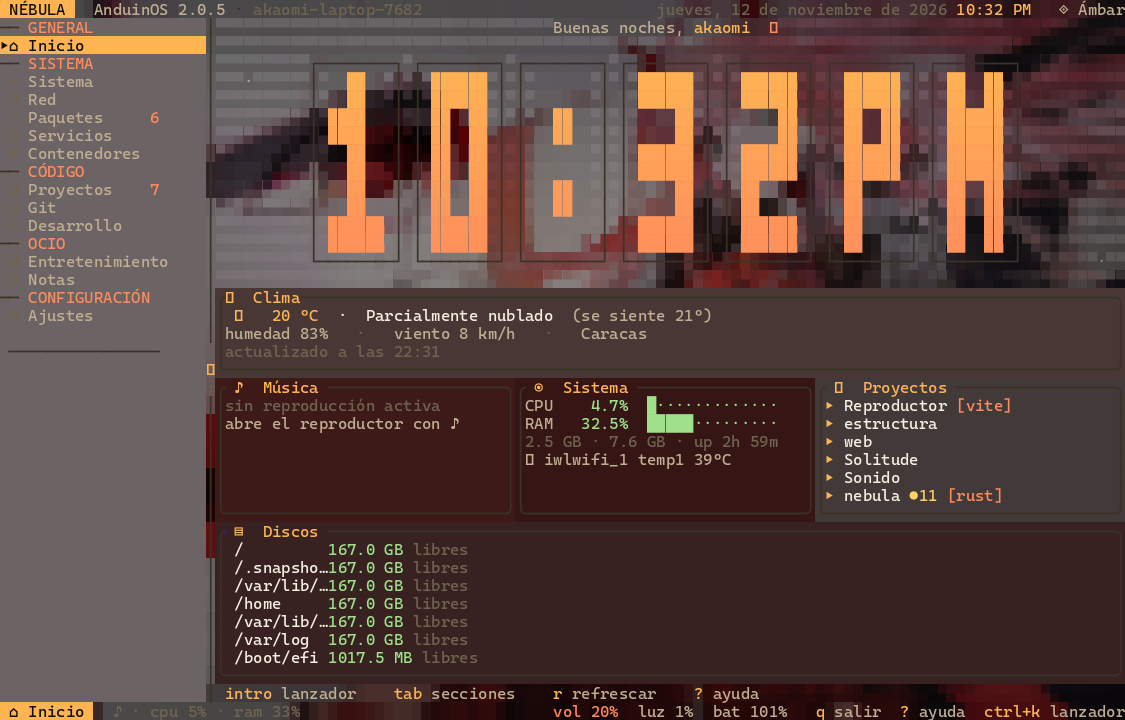 NÉBULA AnduinOS 2.0.5 · akaomi-laptop-7682 jueves, 12 de noviembre de 2026 10:32 PM ◈ Ámbar
GENERAL
Inicio
SISTEMA
Sistema
Red
Paquetes 6
Servicios
Contenedores
CÓDIGO
Proyectos 7
Git
Desarrollo
OCIO
Entretenimiento
Notas
CONFIGURACIÓN
Ajustes
Buenas noches, akaomi
10:32PM
Clima
20 °C · Parcialmente nublado (se siente 21°)
humedad 83% · viento 8 km/h · Caracas
actualizado a las 22:31
♪ Música
sin reproducción activa
abre el reproductor con ♪
Sistema
CPU 4.7%
RAM 32.5%
2.5 GB · 7.6 GB · up 2h 59m
iwlwifi_1 temp1 39°C
Proyectos
Reproductor [vite]
estructura
web
Solitude
Sonido
nebula ●11 [rust]
Discos
/ 167.0 GB libres
/.snapsho…167.0 GB libres
/var/lib/…167.0 GB libres
/home 167.0 GB libres
/var/lib/…167.0 GB libres
/var/log 167.0 GB libres
/boot/efi 1017.5 MB libres
intro lanzador tab secciones r refrescar ? ayuda
Inicio ♪ · cpu 5% · ram 33% vol 20% luz 1% bat 101% q salir ? ayuda ctrl+k lanzador